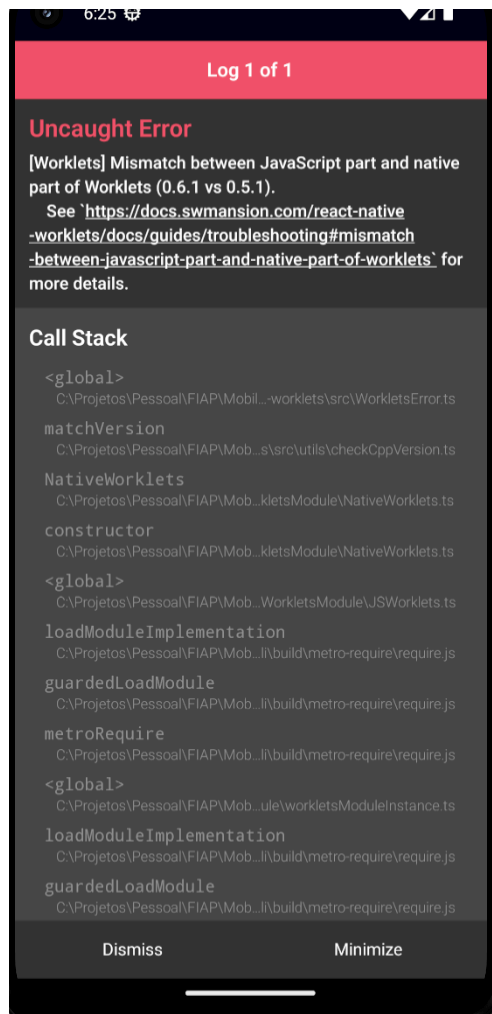 6:25
Log 1 of 1
Uncaught Error
[Worklets] Mismatch between JavaScript part and native
part of Worklets (0.6.1 vs 0.5.1).
See `https://docs.swmansion.com/react-native
-worklets/docs/guides/troubleshooting#mismatch
-between-javascript-part-and-native-part-of-worklets` for
more details.
Call Stack
<global>
C:\Projetos\Pessoal\FIAP\Mobil...-worklets\src\WorkletsError.ts
matchVersion
C:\Projetos\Pessoal\FIAP\Mob...s\src\utils\checkCppVersion.ts
NativeWorklets
C:\Projetos\Pessoal\FIAP\Mob...kletsModule\NativeWorklets.ts
constructor
C:\Projetos\Pessoal\FIAP\Mob...kletsModule\NativeWorklets.ts
<global>
C:\Projetos\Pessoal\FIAP\Mob...WorkletsModule\JSWorklets.ts
loadModuleImplementation
C:\Projetos\Pessoal\FIAP\Mob...li\build\metro-require\require.js
guardedLoadModule
C:\Projetos\Pessoal\FIAP\Mob...li\build\metro-require\require.js
metroRequire
C:\Projetos\Pessoal\FIAP\Mob...li\build\metro-require\require.js
<global>
C:\Projetos\Pessoal\FIAP\Mob...ule\workletsModuleInstance.ts
loadModuleImplementation
C:\Projetos\Pessoal\FIAP\Mob...li\build\metro-require\require.js
guardedLoadModule
C:\Projetos\Pessoal\FIAP\Mob...li\build\metro-require\require.js
Dismiss
Minimize